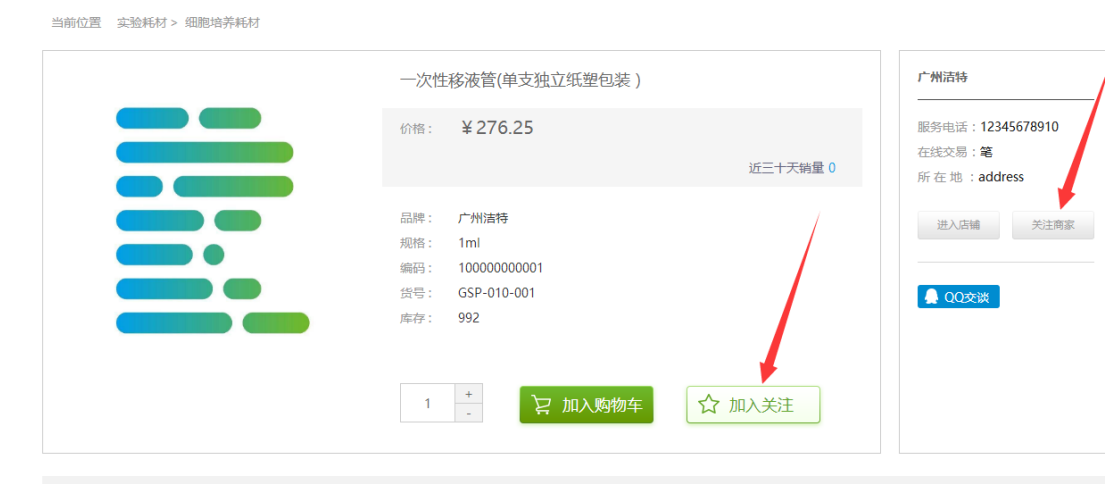 当前位置 实验耗材 > 细胞培养耗材
一次性移液管(单支独立纸塑包装 )
价格： ￥276.25
近三十天销量 0
品牌： 广州洁特
规格： 1ml
编码： 100000000001
货号： GSP-010-001
库存： 992
1
+
-
加入购物车
加入关注
广州洁特
服务电话：12345678910
在线交易：笔
所 在 地 ：address
进入店铺
关注商家
QQ交谈